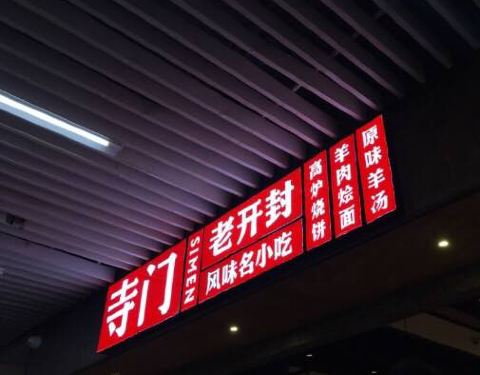 寺门
SIMEN
老开封
风味名小吃
高炉烧饼
羊肉烩面
原味羊汤